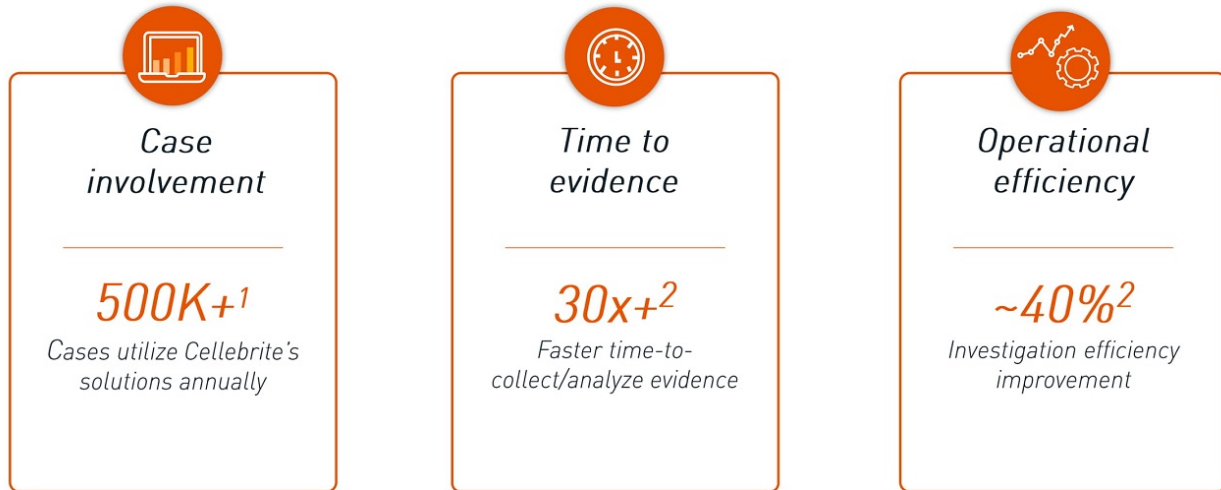 Case
involvement
500K+¹
Cases utilize Cellebrite's
solutions annually
Time to
evidence
30x+²
Faster time-to-
collect/analyze evidence
Operational
efficiency
~40%²
Investigation efficiency
improvement